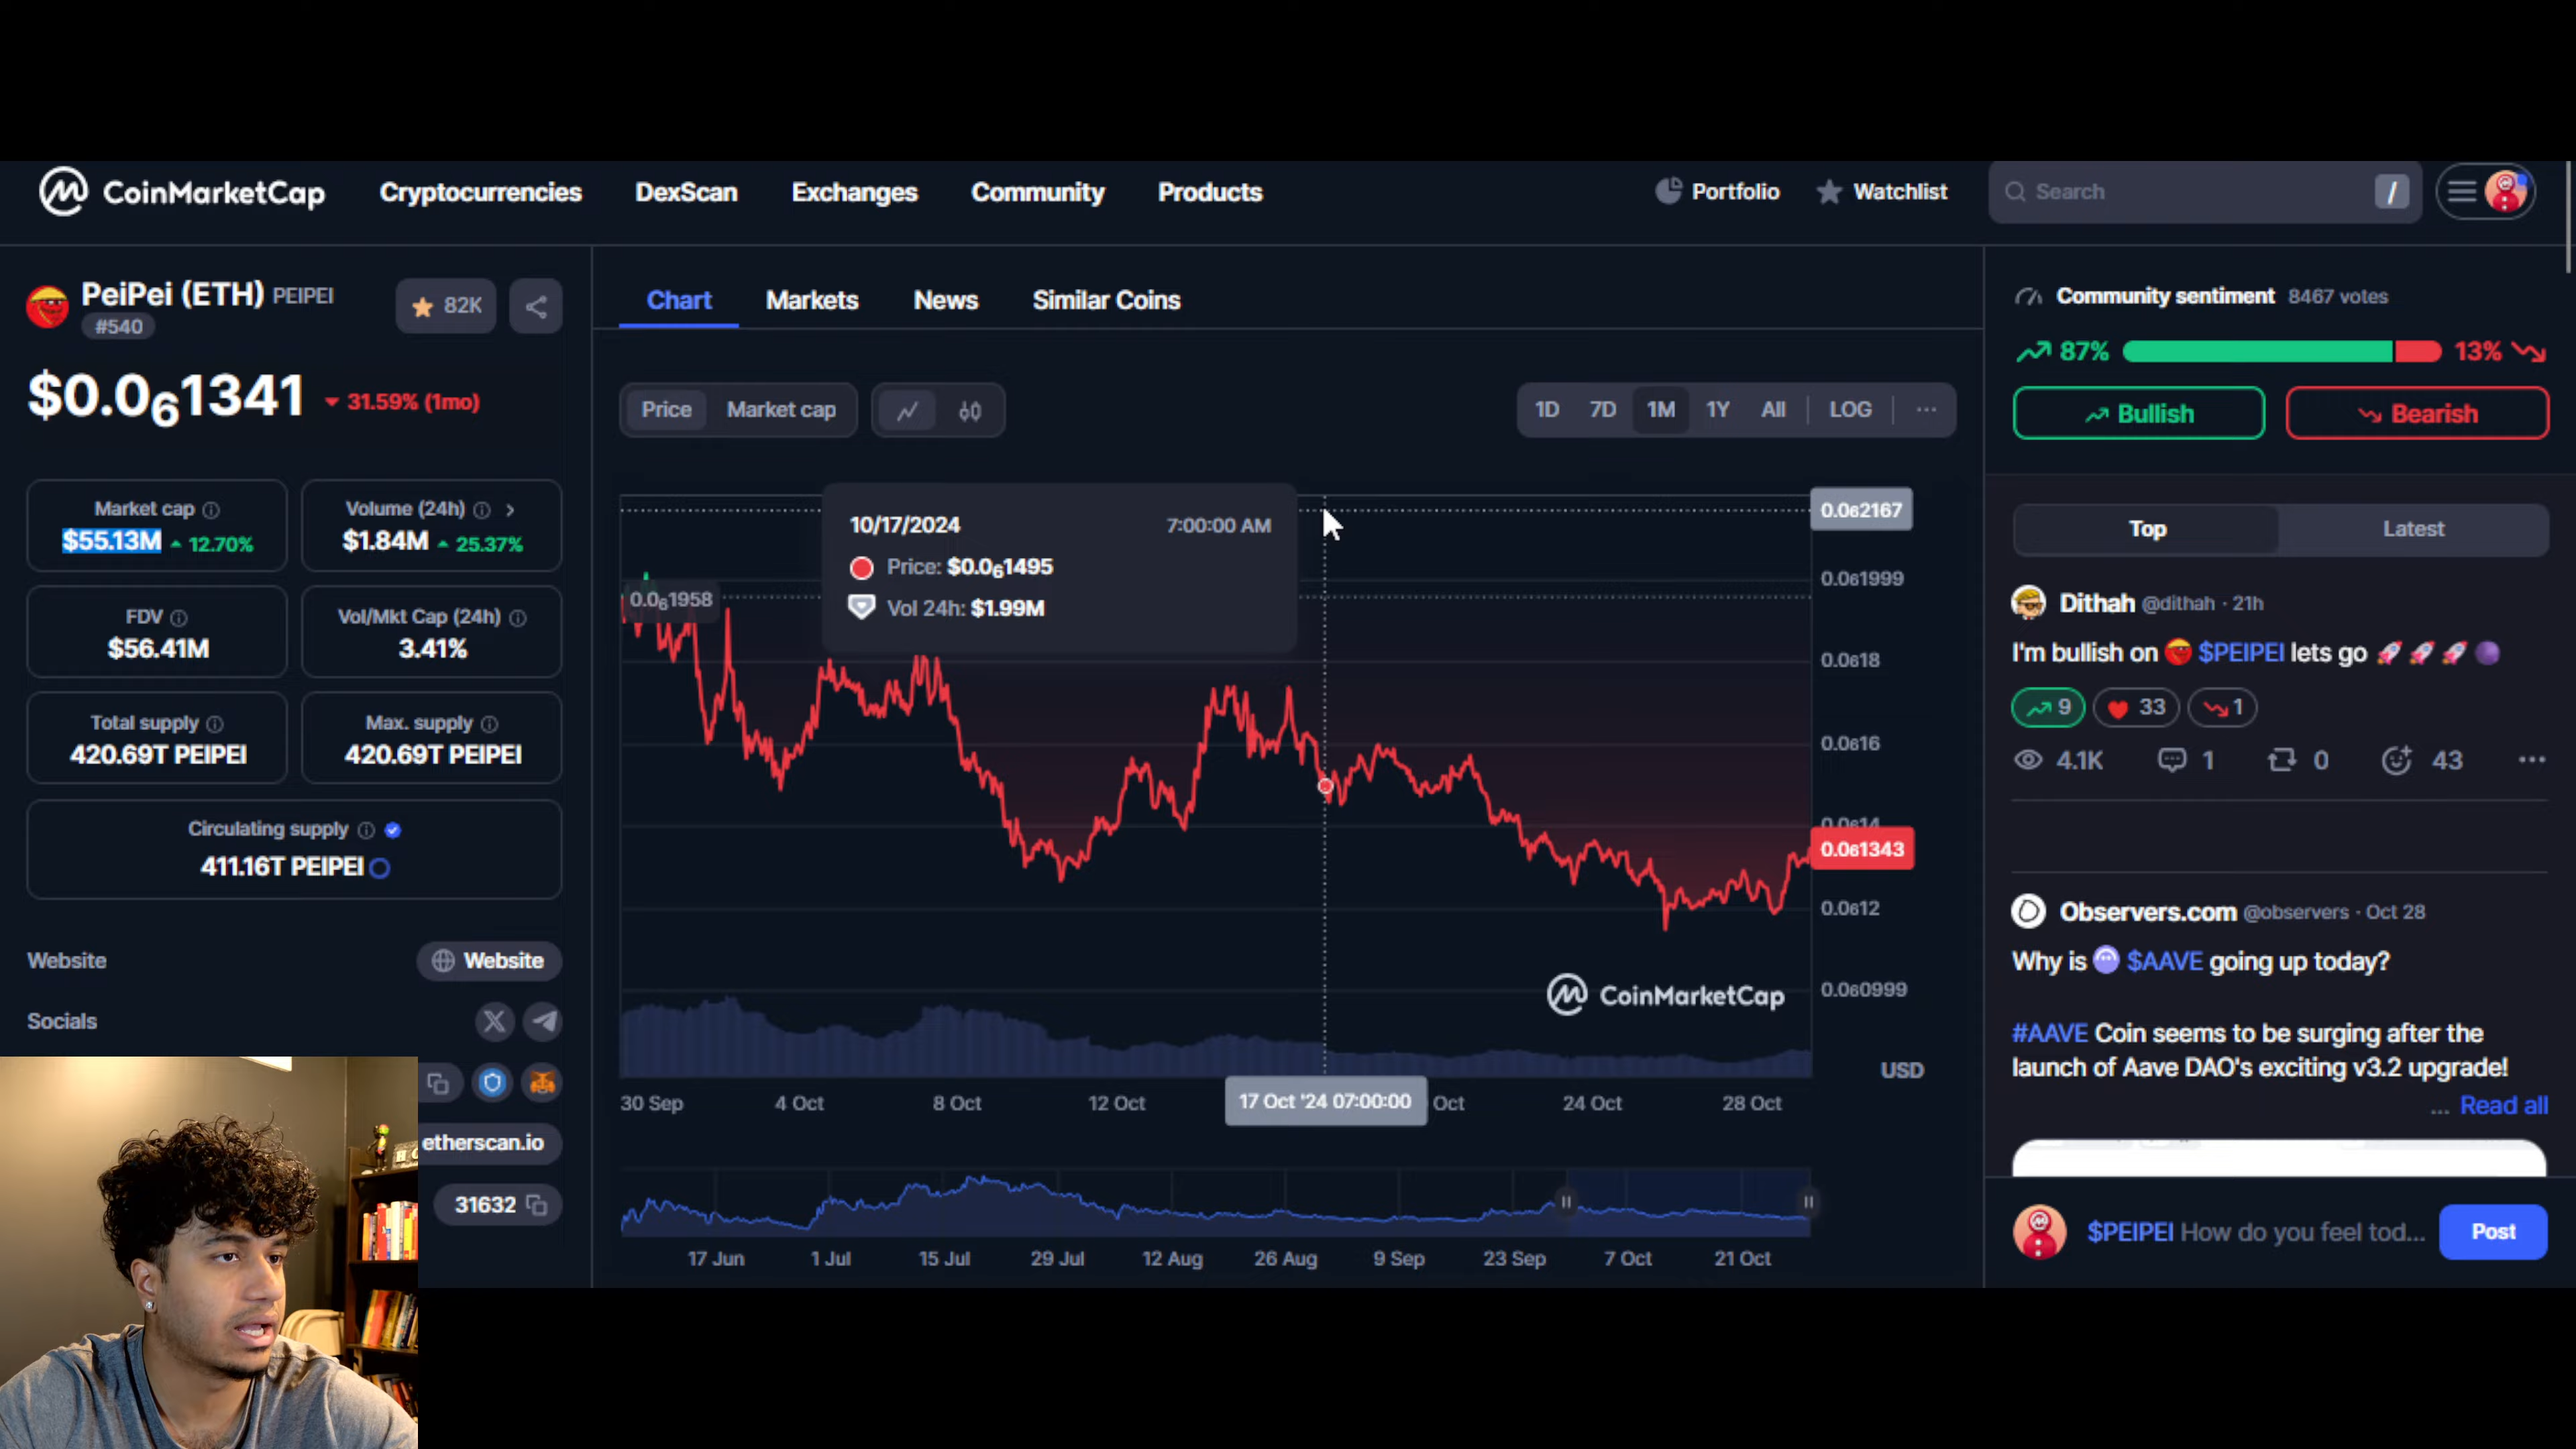 CoinMarketCap
Cryptocurrencies
DexScan
Exchanges
Community
Products
Portfolio
Watchlist
Search
/
PeiPei (ETH) PEIPEI
#540
82K
$0.0₆1341
31.59% (1mo)
Market cap
$55.13M 12.70%
Volume (24h)
$1.84M 25.37%
FDV
$56.41M
Vol/Mkt Cap (24h)
3.41%
Total supply
420.69T PEIPEI
Max. supply
420.69T PEIPEI
Circulating supply
411.16T PEIPEI
Website
Website
Socials
etherscan.io
31632
Chart
Markets
News
Similar Coins
Price
Market cap
1D
7D
1M
1Y
All
LOG
10/17/2024 7:00:00 AM
Price: $0.0₆1495
Vol 24h: $1.99M
0.0₆1958
0.0₆2167
0.0₆1999
0.0₆18
0.0₆16
0.0₆14
0.0₆1343
0.0₆12
0.0₆0999
CoinMarketCap
USD
30 Sep
4 Oct
8 Oct
12 Oct
17 Oct '24 07:00:00
Oct
24 Oct
28 Oct
17 Jun
1 Jul
15 Jul
29 Jul
12 Aug
26 Aug
9 Sep
23 Sep
7 Oct
21 Oct
Community sentiment 8467 votes
87%
13%
Bullish
Bearish
Top
Latest
Dithah @dithah · 21h
I'm bullish on $PEIPEI lets go
9
33
1
4.1K
1
0
43
Observers.com @observers · Oct 28
Why is $AAVE going up today?
#AAVE Coin seems to be surging after the
launch of Aave DAO's exciting v3.2 upgrade!
... Read all
$PEIPEI How do you feel tod...
Post